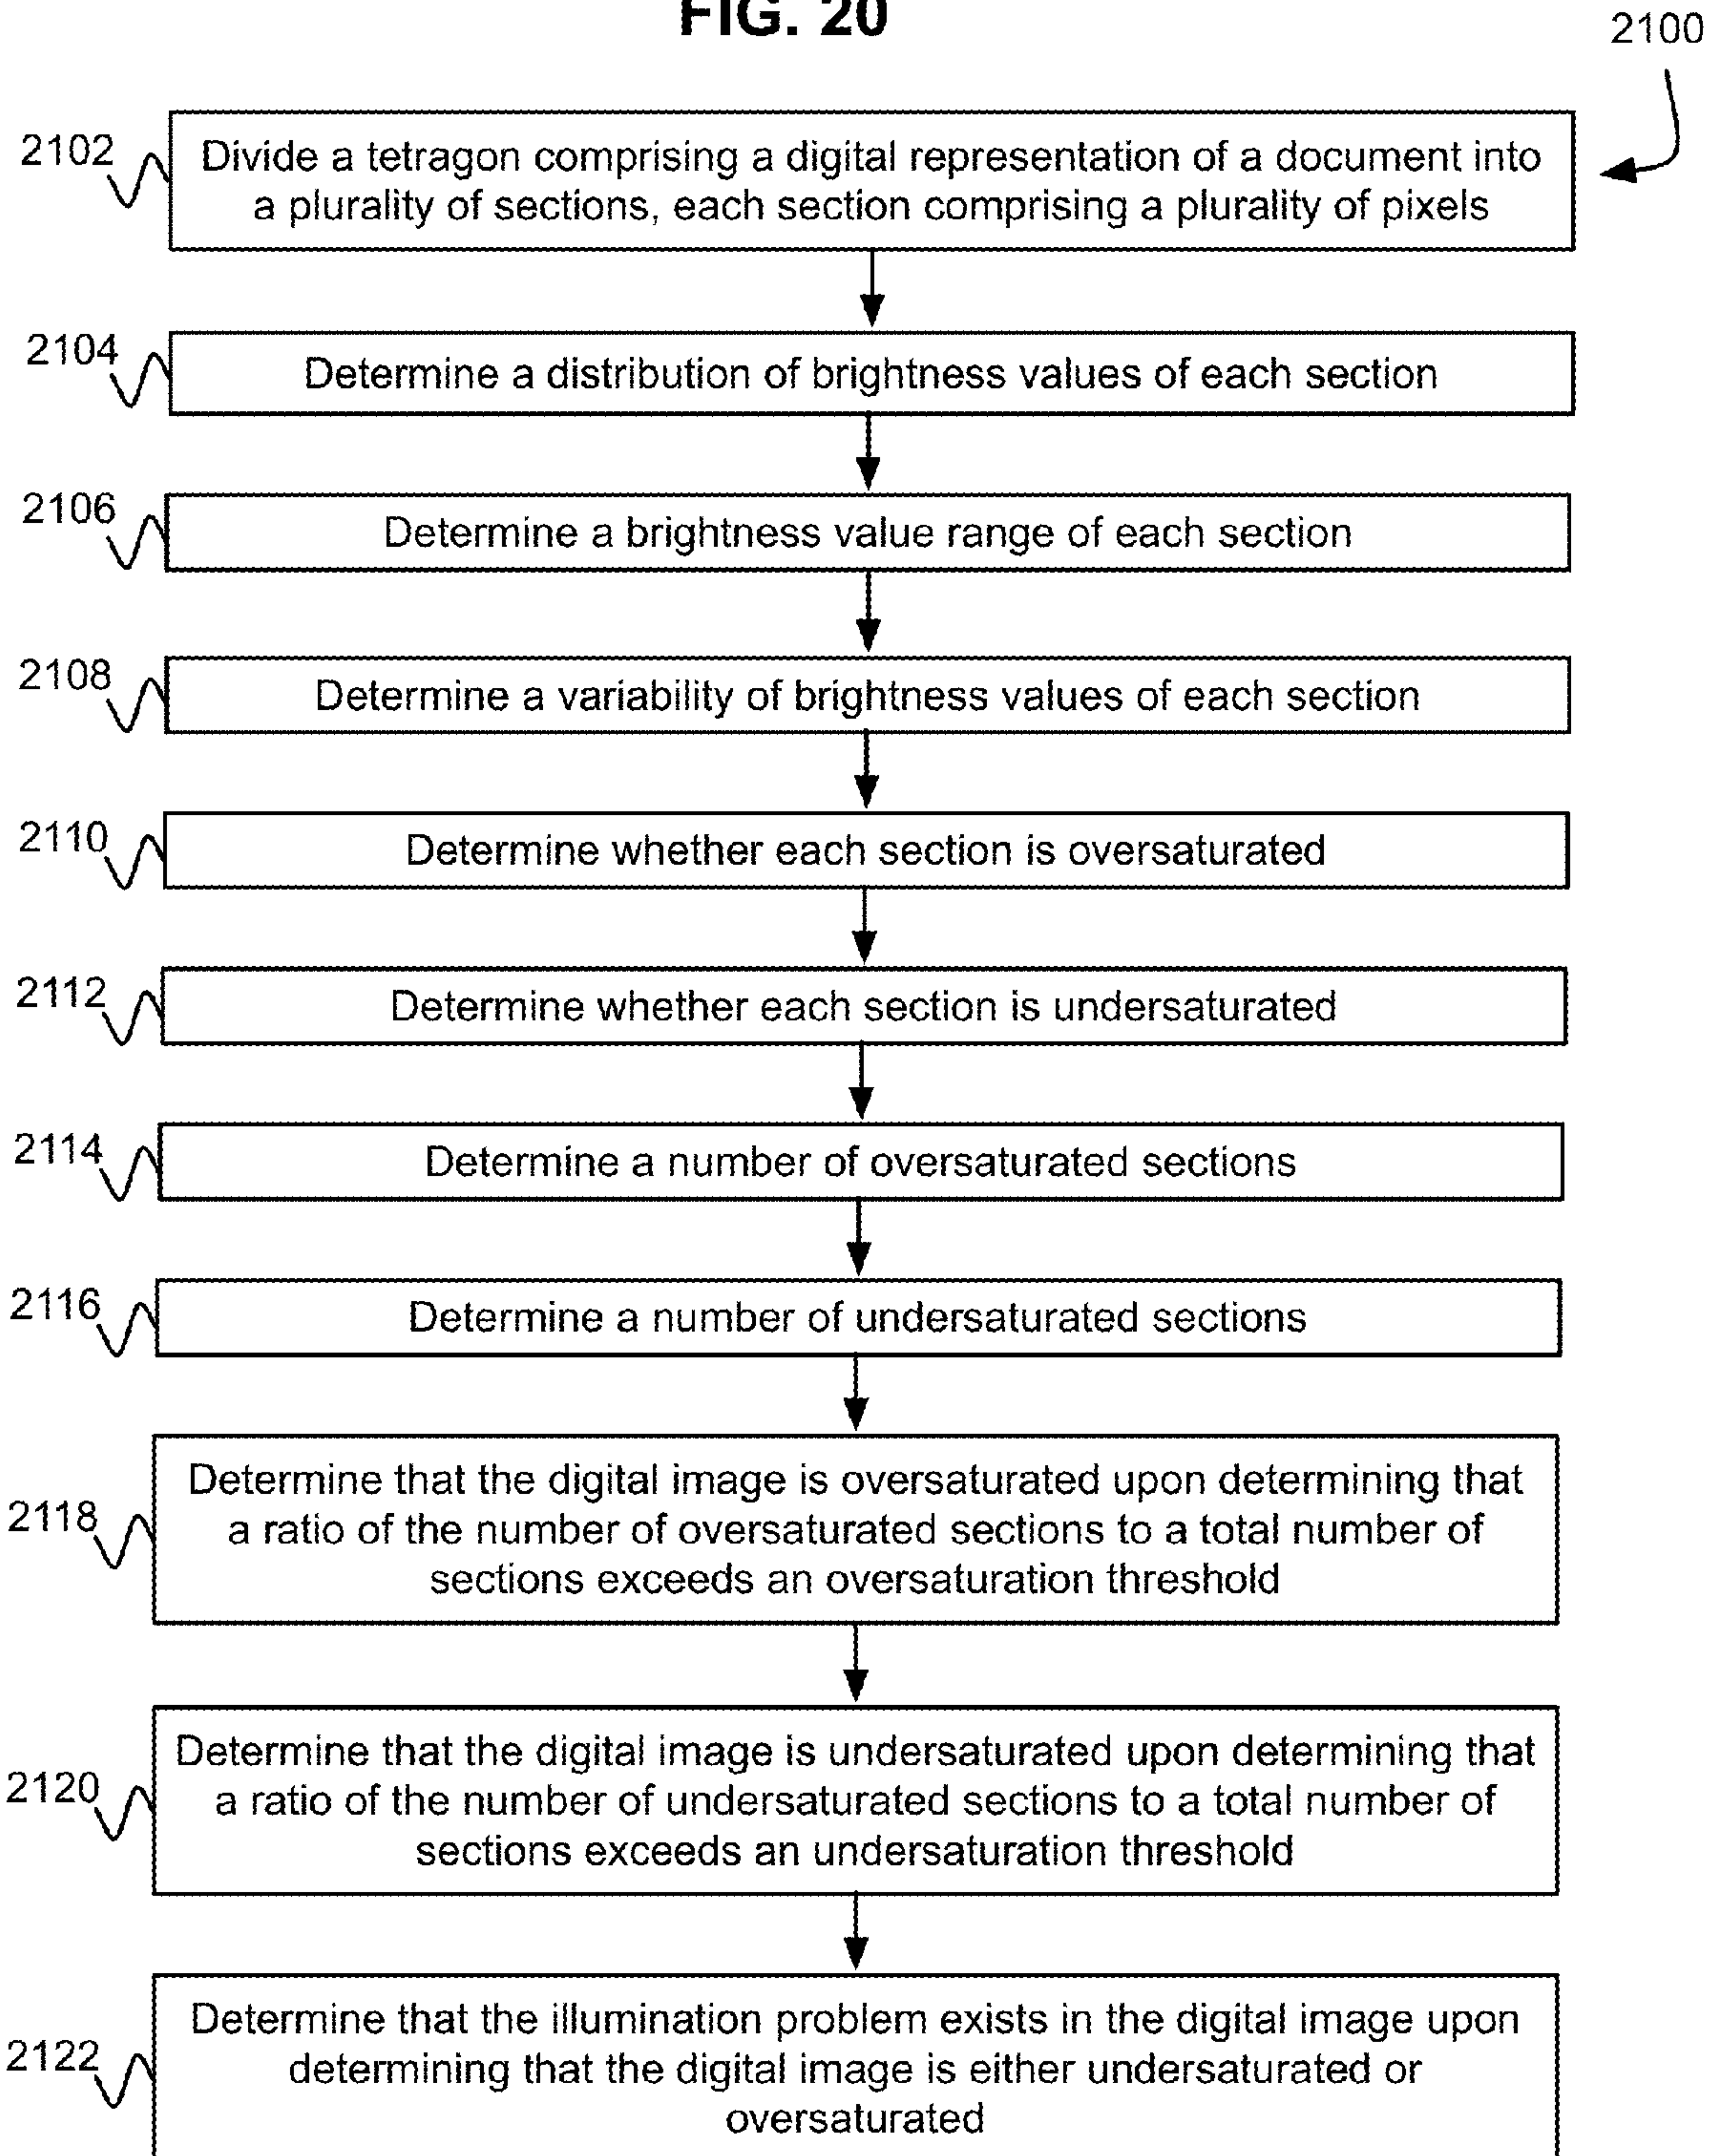 FIG. 20
2100
2102
Divide a tetragon comprising a digital representation of a document into
a plurality of sections, each section comprising a plurality of pixels
2104
Determine a distribution of brightness values of each section
2106
Determine a brightness value range of each section
2108
Determine a variability of brightness values of each section
2110
Determine whether each section is oversaturated
2112
Determine whether each section is undersaturated
2114
Determine a number of oversaturated sections
2116
Determine a number of undersaturated sections
2118
Determine that the digital image is oversaturated upon determining that
a ratio of the number of oversaturated sections to a total number of
sections exceeds an oversaturation threshold
2120
Determine that the digital image is undersaturated upon determining that
a ratio of the number of undersaturated sections to a total number of
sections exceeds an undersaturation threshold
2122
Determine that the illumination problem exists in the digital image upon
determining that the digital image is either undersaturated or
oversaturated